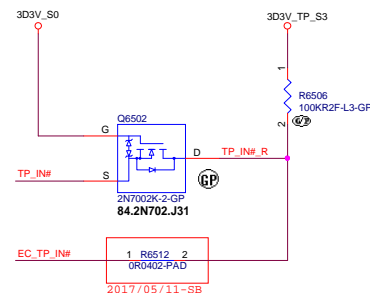 3D3V_S0
3D3V_TP_S3
1
R6506
100KR2F-L3-GP
2
Q6502
G
D
TP_IN#_R
GP
S
TP_IN#
2N7002K-2-GP
84.2N702.J31
EC_TP_IN#
1 R6512 2
0R0402-PAD
2017/05/11-SB